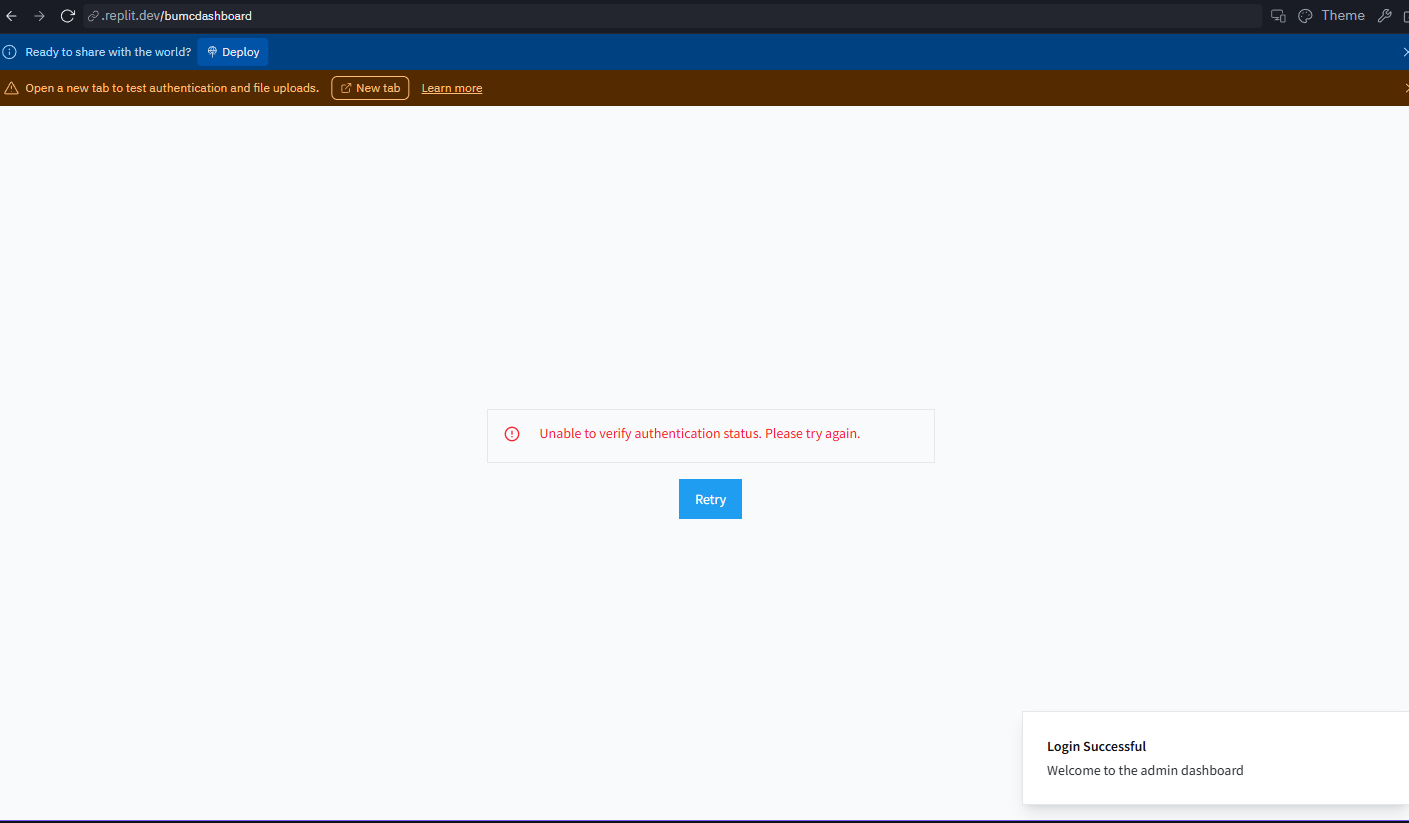 .replit.dev/bumcdashboard
Theme
Ready to share with the world? Deploy
Open a new tab to test authentication and file uploads. New tab Learn more
Unable to verify authentication status. Please try again.
Retry
Login Successful
Welcome to the admin dashboard